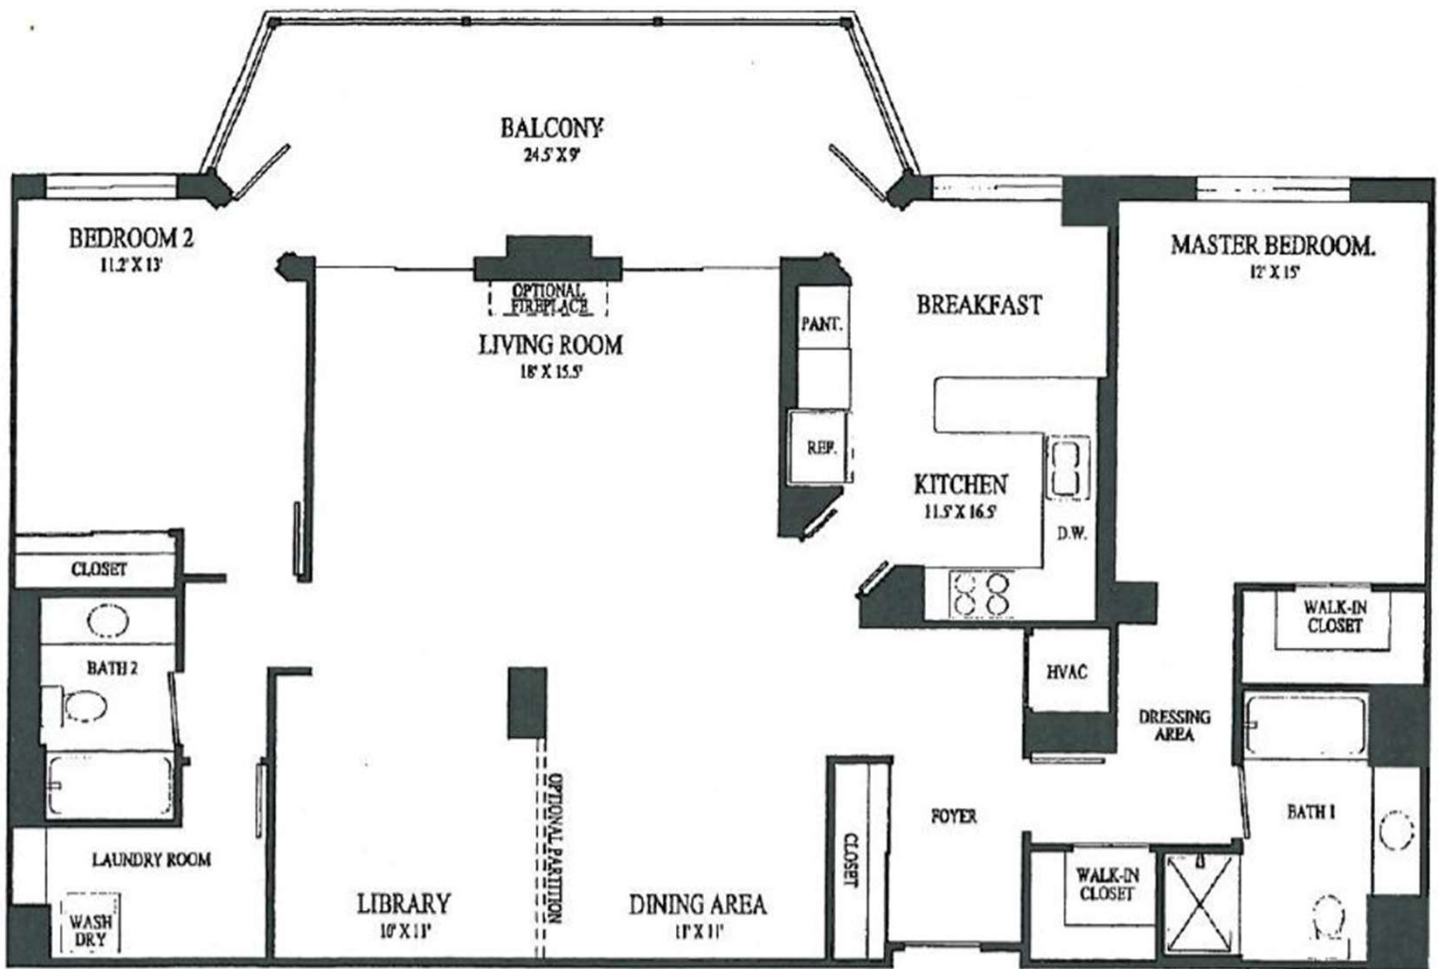 BALCONY
24.5' X 9'
BEDROOM 2
11.2' X 13'
MASTER BEDROOM.
12' X 15'
OPTIONAL
FIREPLACE
LIVING ROOM
18' X 15.5'
PANT.
BREAKFAST
REF.
KITCHEN
11.5' X 16.5'
D.W.
CLOSET
WALK-IN
CLOSET
BATH 2
HVAC
DRESSING
AREA
OPTIONAL PARTITION
FOYER
BATH 1
LAUNDRY ROOM
CLOSET
WALK-IN
CLOSET
LIBRARY
10' X 11'
DINING AREA
11' X 11'
WASH
DRY